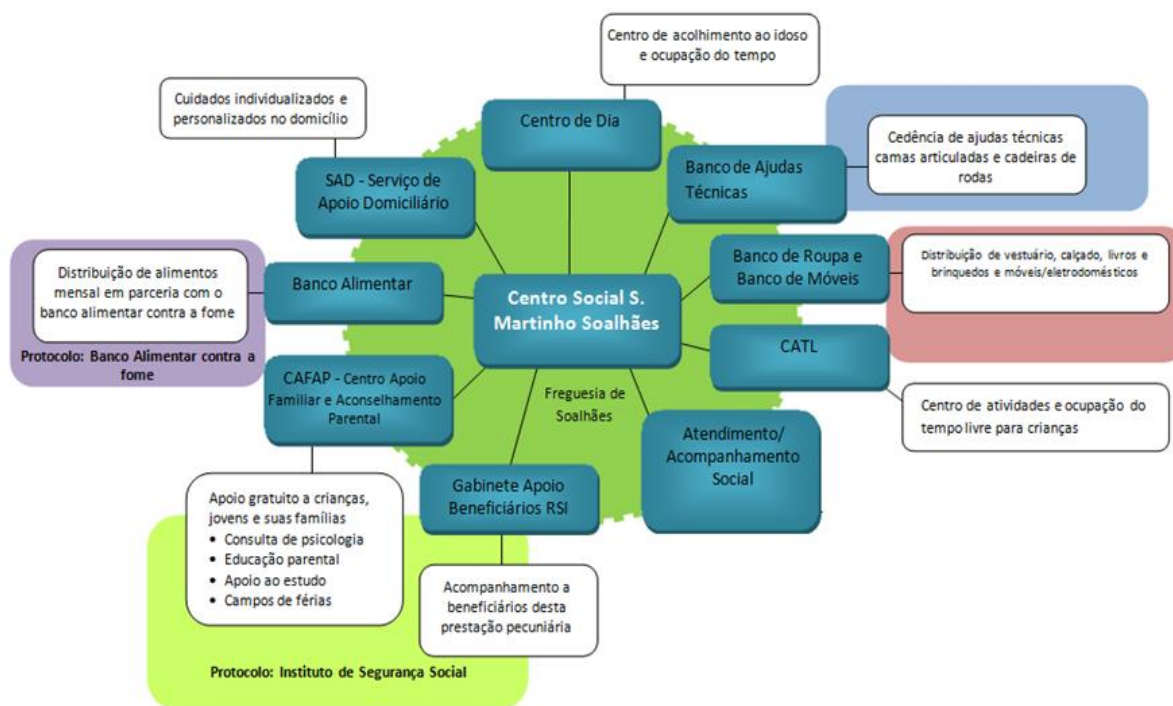 Centro de acolhimento ao idoso
e ocupação do tempo
Cuidados individualizados e
personalizados no domicílio
Centro de Dia
SAD - Serviço de
Apoio Domiciliário
Banco de Ajudas
Técnicas
Cedência de ajudas técnicas
camas articuladas e cadeiras de
rodas
Distribuição de alimentos
mensal em parceria com o
banco alimentar contra a fome
Protocolo: Banco Alimentar contra a
fome
Banco Alimentar
Centro Social S.
Martinho Soalhães
Banco de Roupa e
Banco de Móveis
Distribuição de vestuário, calçado, livros e
brinquedos e móveis/eletrodomésticos
CATL
Centro de atividades e ocupação do
tempo livre para crianças
CAFAP - Centro Apoio
Familiar e Aconselhamento
Parental
Freguesia de
Soalhães
Atendimento/
Acompanhamento
Social
Gabinete Apoio
Beneficiários RSI
Apoio gratuito a crianças,
jovens e suas famílias
• Consulta de psicologia
• Educação parental
• Apoio ao estudo
• Campos de férias
Acompanhamento a
beneficiários desta
prestação pecuniária
Protocolo: Instituto de Segurança Social